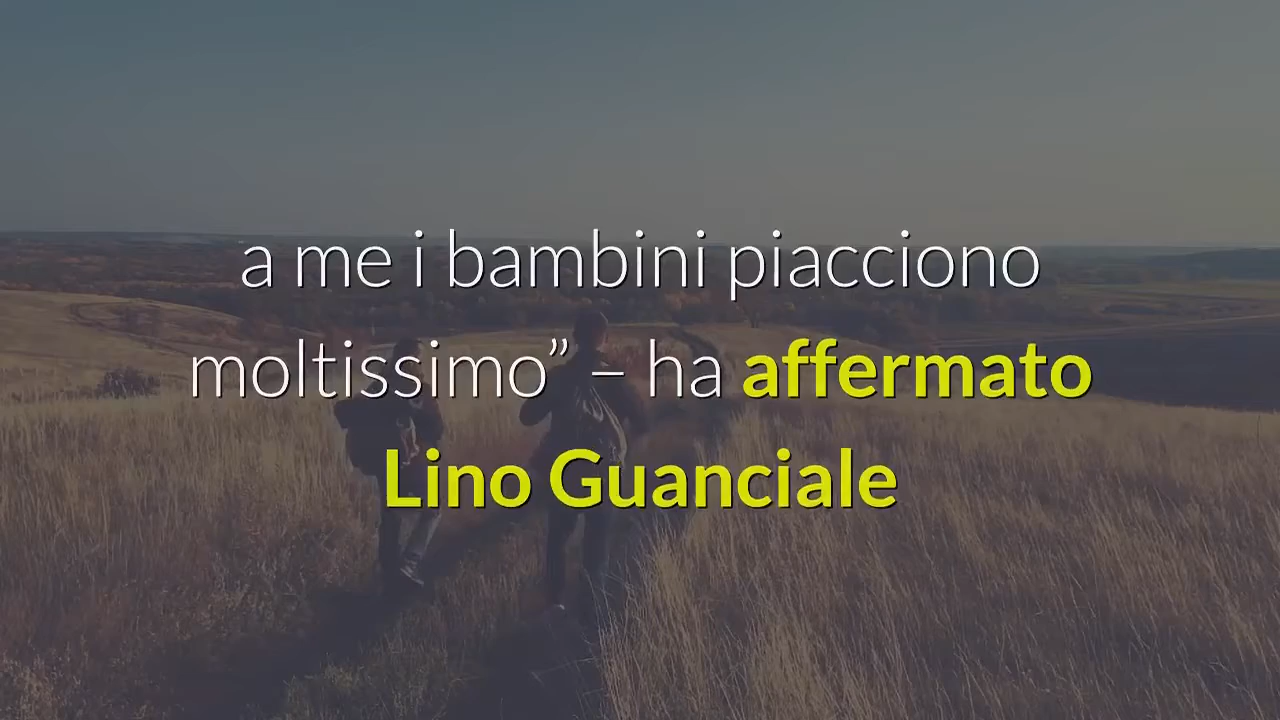 a me i bambini piacciono
moltissimo” – ha affermato
Lino Guanciale